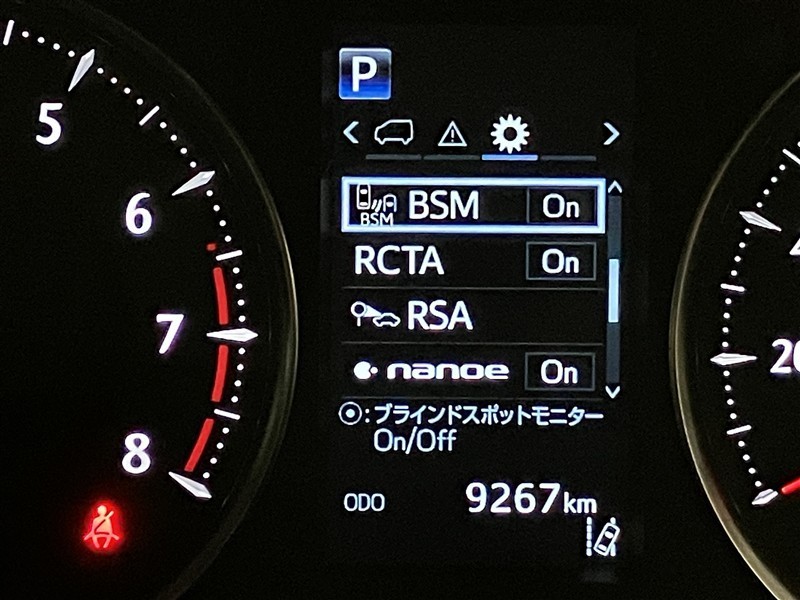 P
5
6
7
8
BSM BSM On
RCTA On
RSA
nanoe On
:ブラインドスポットモニター
On/Off
ODO 9267km